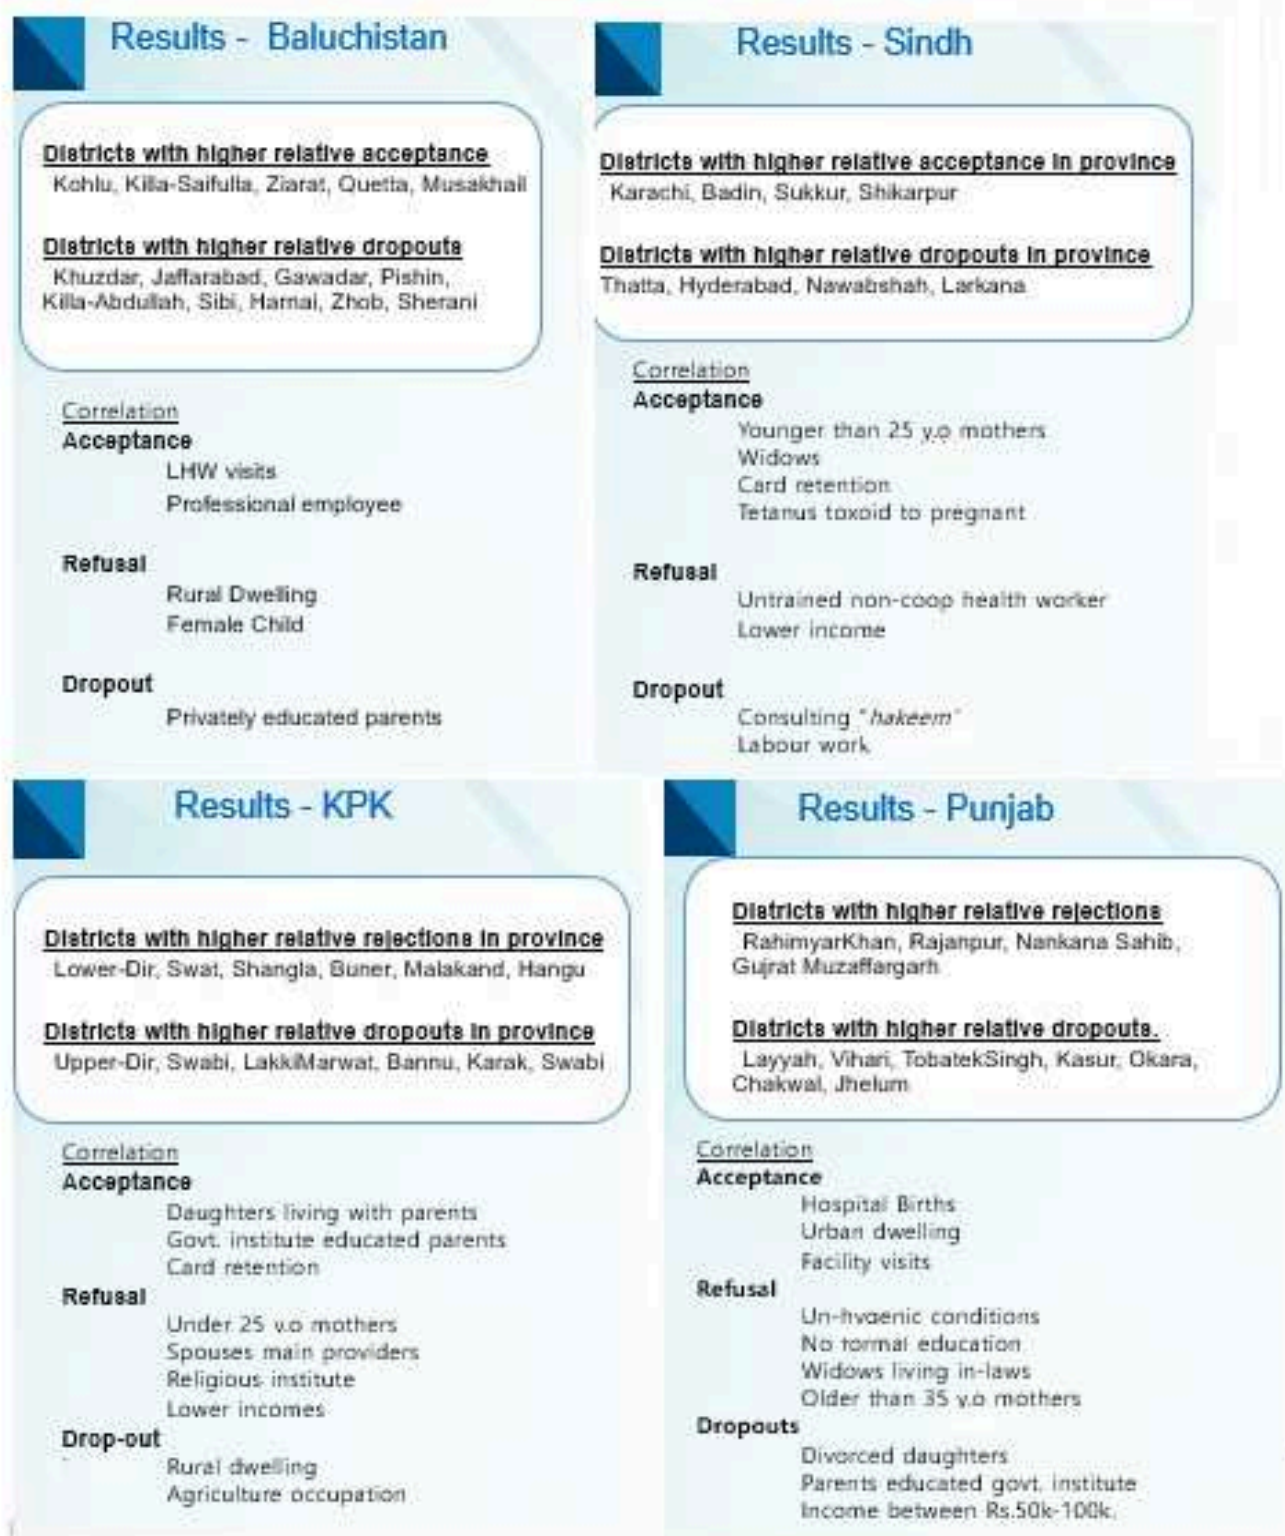 Results - Baluchistan
Districts with higher relative acceptance
Kohlu, Killa-Saifulla, Ziarat, Quetta, Musakhail
Districts with higher relative dropouts
Khuzdar, Jaffarabad, Gawadar, Pishin,
Killa-Abdullah, Sibi, Harnai, Zhob, Sherani
Correlation
Acceptance
LHW visits
Professional employee
Refusal
Rural Dwelling
Female Child
Dropout
Privately educated parents
Results - Sindh
Districts with higher relative acceptance in province
Karachi, Badin, Sukkur, Shikarpur
Districts with higher relative dropouts in province
Thatta, Hyderabad, Nawabshah, Larkana
Correlation
Acceptance
Younger than 25 y.o mothers
Widows
Card retention
Tetanus toxoid to pregnant
Refusal
Untrained non-coop health worker
Lower income
Dropout
Consulting "hakeem"
Labour work
Results - KPK
Districts with higher relative rejections in province
Lower-Dir, Swat, Shangla, Buner, Malakand, Hangu
Districts with higher relative dropouts in province
Upper-Dir, Swabi, LakkiMarwat, Bannu, Karak, Swabi
Correlation
Acceptance
Daughters living with parents
Govt. institute educated parents
Card retention
Refusal
Under 25 y.o mothers
Spouses main providers
Religious institute
Lower incomes
Drop-out
Rural dwelling
Agriculture occupation
Results - Punjab
Districts with higher relative rejections
RahimyarKhan, Rajanpur, Nankana Sahib,
Gujrat Muzaffargarh
Districts with higher relative dropouts.
Layyah, Vihari, TobatekSingh, Kasur, Okara,
Chakwal, Jhelum
Correlation
Acceptance
Hospital Births
Urban dwelling
Facility visits
Refusal
Un-hygenic conditions
No formal education
Widows living in-laws
Older than 35 y.o mothers
Dropouts
Divorced daughters
Parents educated govt. institute
Income between Rs.50k-100k.